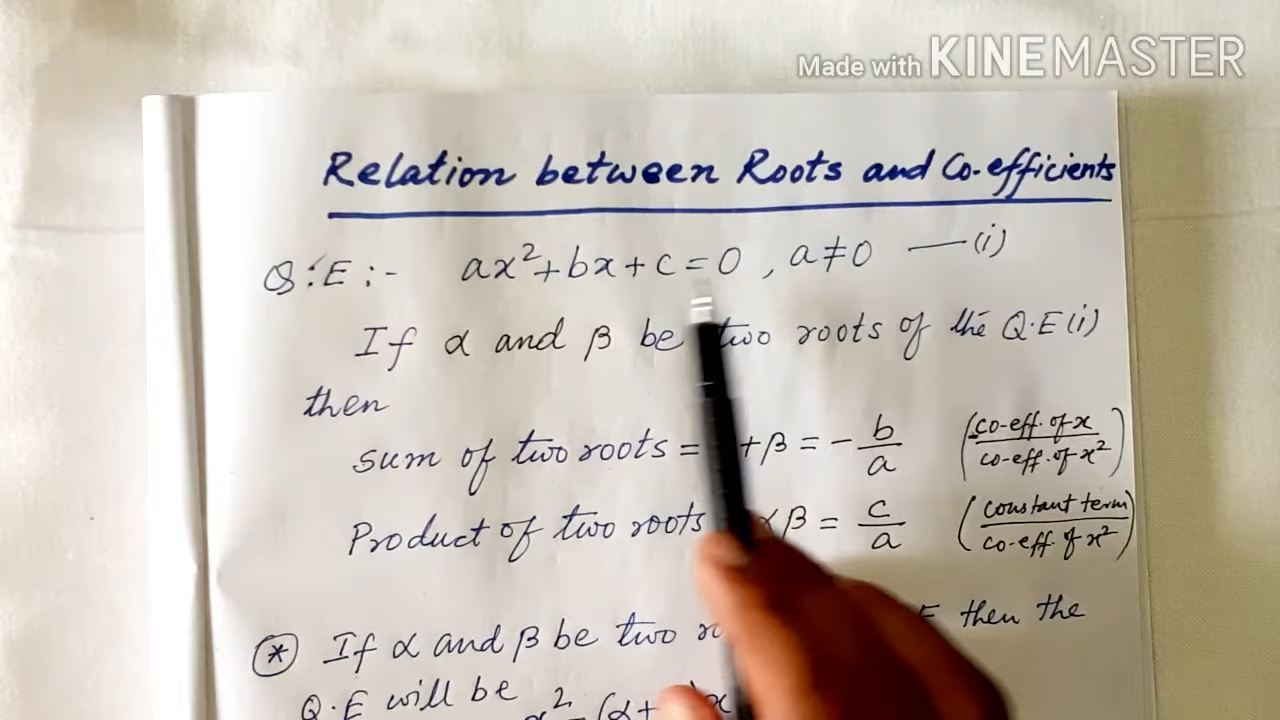 Made with KINEMASTER
Relation between Roots and Co-efficients
Q.E :- ax²+bx+c=0 , a≠0 —(i)
If α and β be two roots of the Q.E(i)
then
sum of two roots = +β = - b/a (-co-eff. of x/co-eff. of x²)
Product of two roots αβ = c/a (constant term/co-eff. of x²)
(*) If α and β be two then the
Q.E will be x² (α+ )x